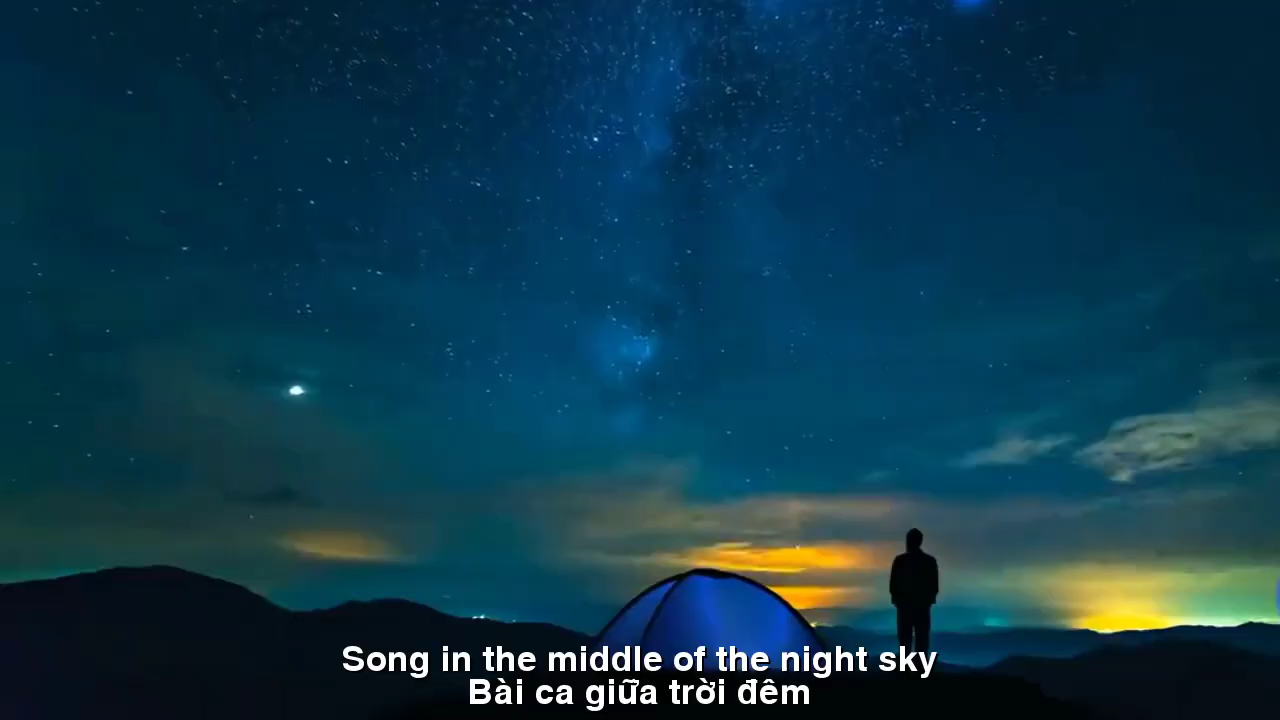 Song in the middle of the night sky
Bài ca giữa trời đêm